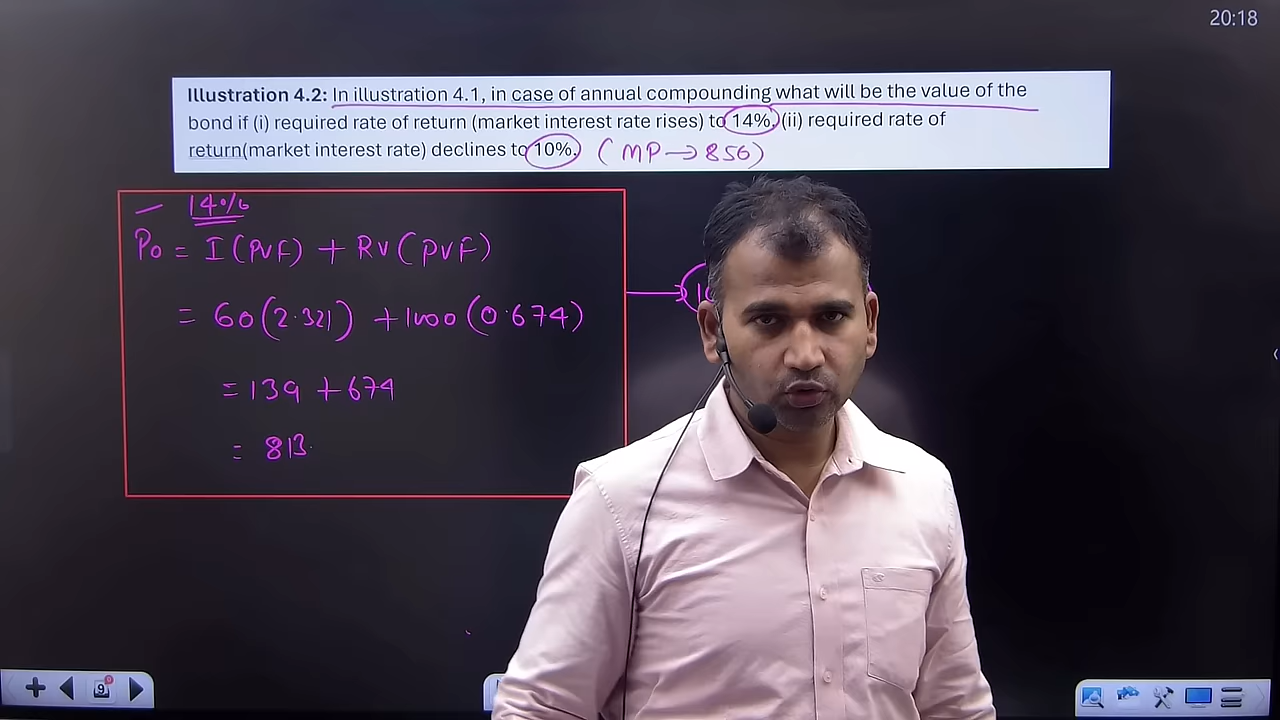 20:18
Illustration 4.2: In illustration 4.1, in case of annual compounding what will be the value of the
bond if (i) required rate of return (market interest rate rises) to 14%, (ii) required rate of
return(market interest rate) declines to 10%. (MP→856)
— 14%
P0 = I(PVF) + RV(PVF)
= 60(2.321) + 1000(0.674)
= 139 + 674
= 813
9